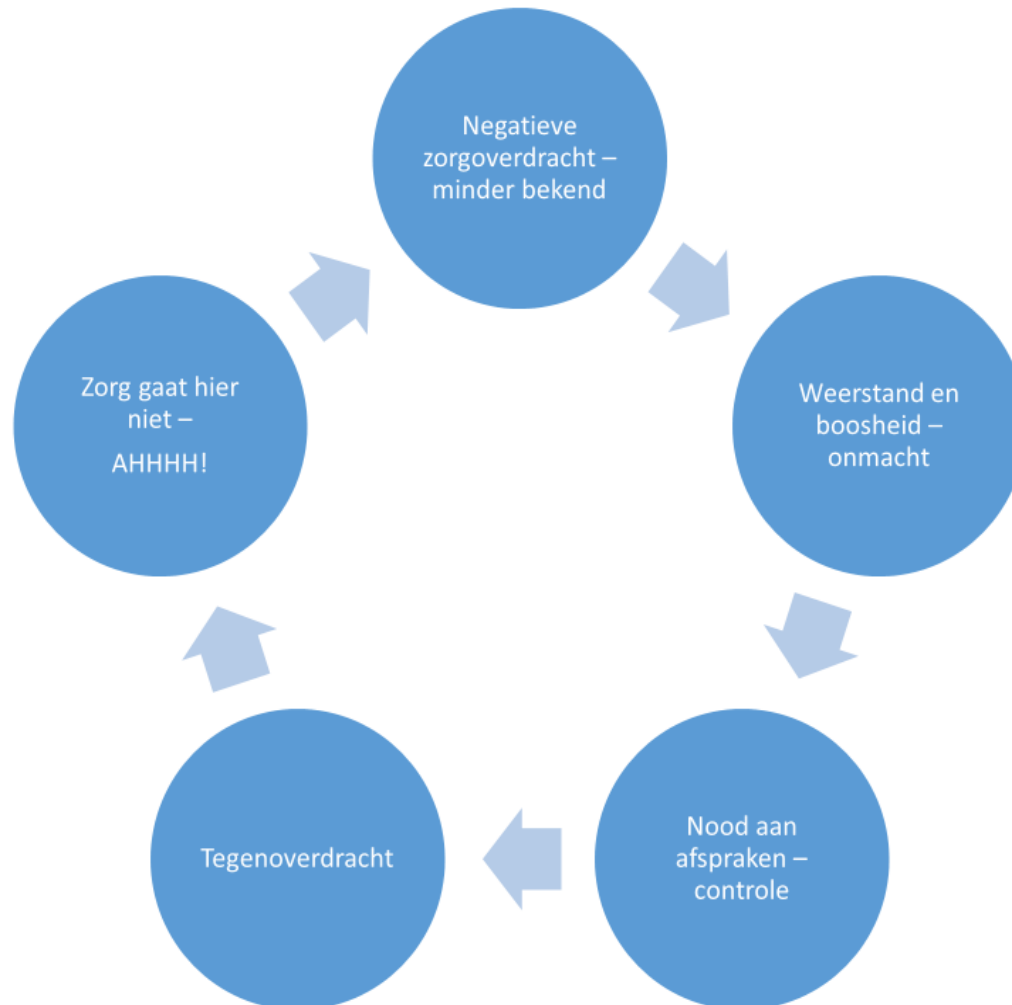 Negatieve
zorgoverdracht –
minder bekend
Weerstand en
boosheid –
onmacht
Nood aan
afspraken –
controle
Tegenoverdracht
Zorg gaat hier
niet –
AHHHH!